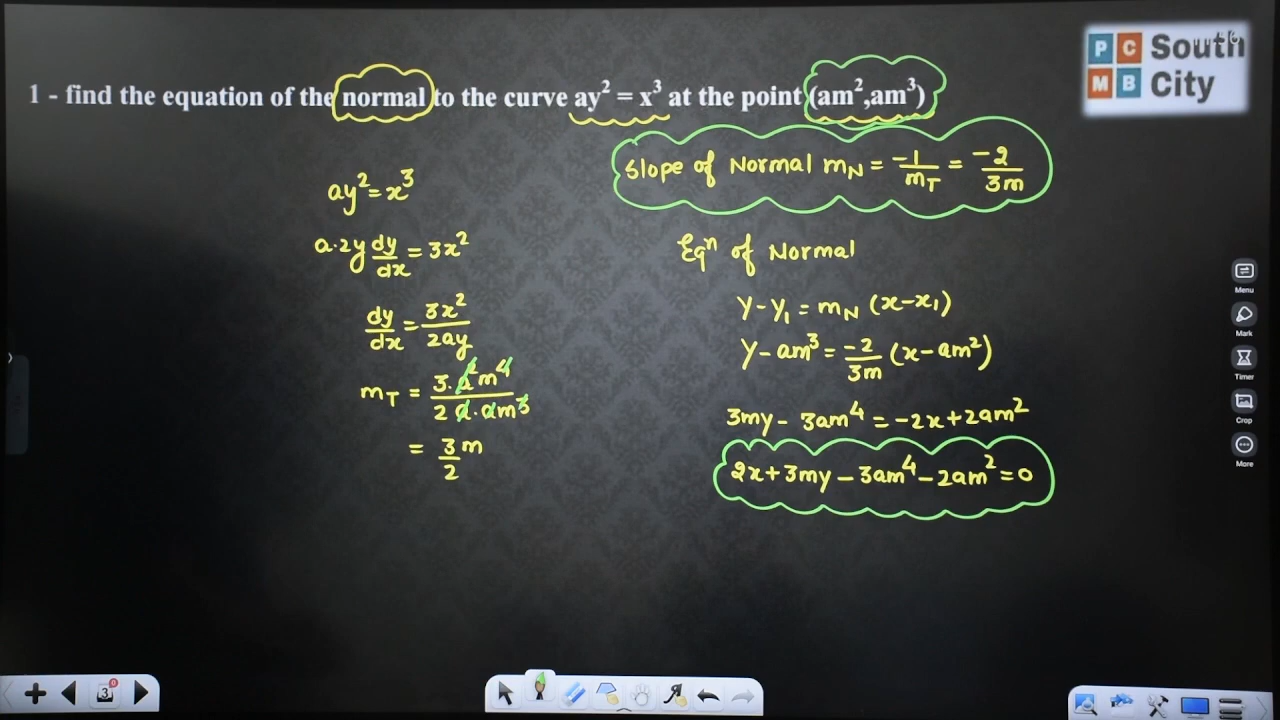 1 - find the equation of the normal to the curve ay² = x³ at the point (am²,am³)
P C M B South City
ay² = x³
a·2y dy/dx = 3x²
dy/dx = 3x²/2ay
m_T = 3·a²m⁴/2a·am³
= 3/2 m
Slope of Normal m_N = -1/m_T = -2/3m
Eqⁿ of Normal
y-y₁ = m_N (x-x₁)
y-am³ = -2/3m (x-am²)
3my - 3am⁴ = -2x+2am²
2x+3my-3am⁴-2am²=0
Menu
Mark
Timer
Crop
More
3
0